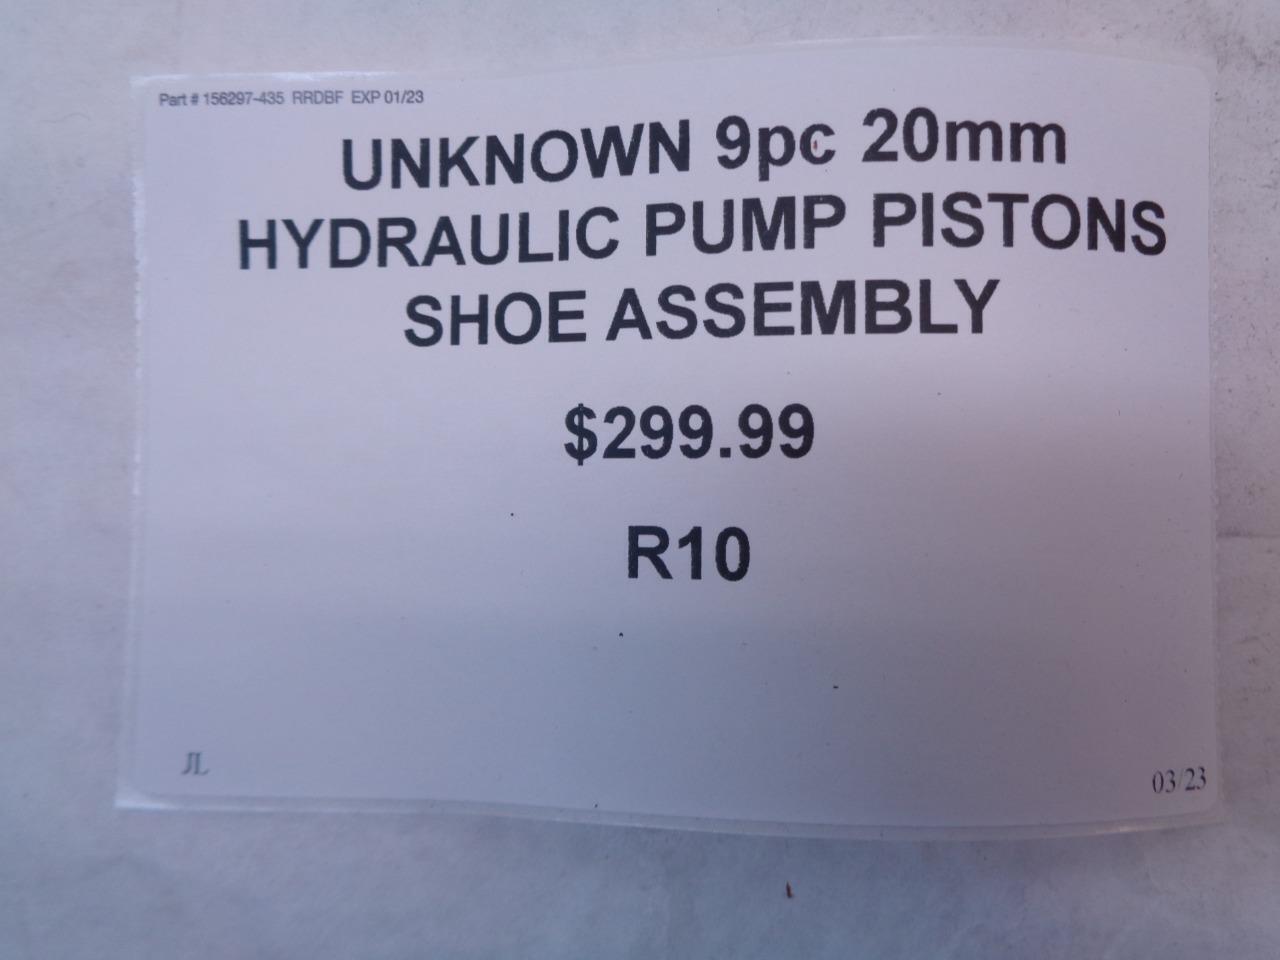 Part # 156297-435 RRDBF EXP 01/23
UNKNOWN 9pc 20mm
HYDRAULIC PUMP PISTONS
SHOE ASSEMBLY
$299.99
R10
JL
03/23